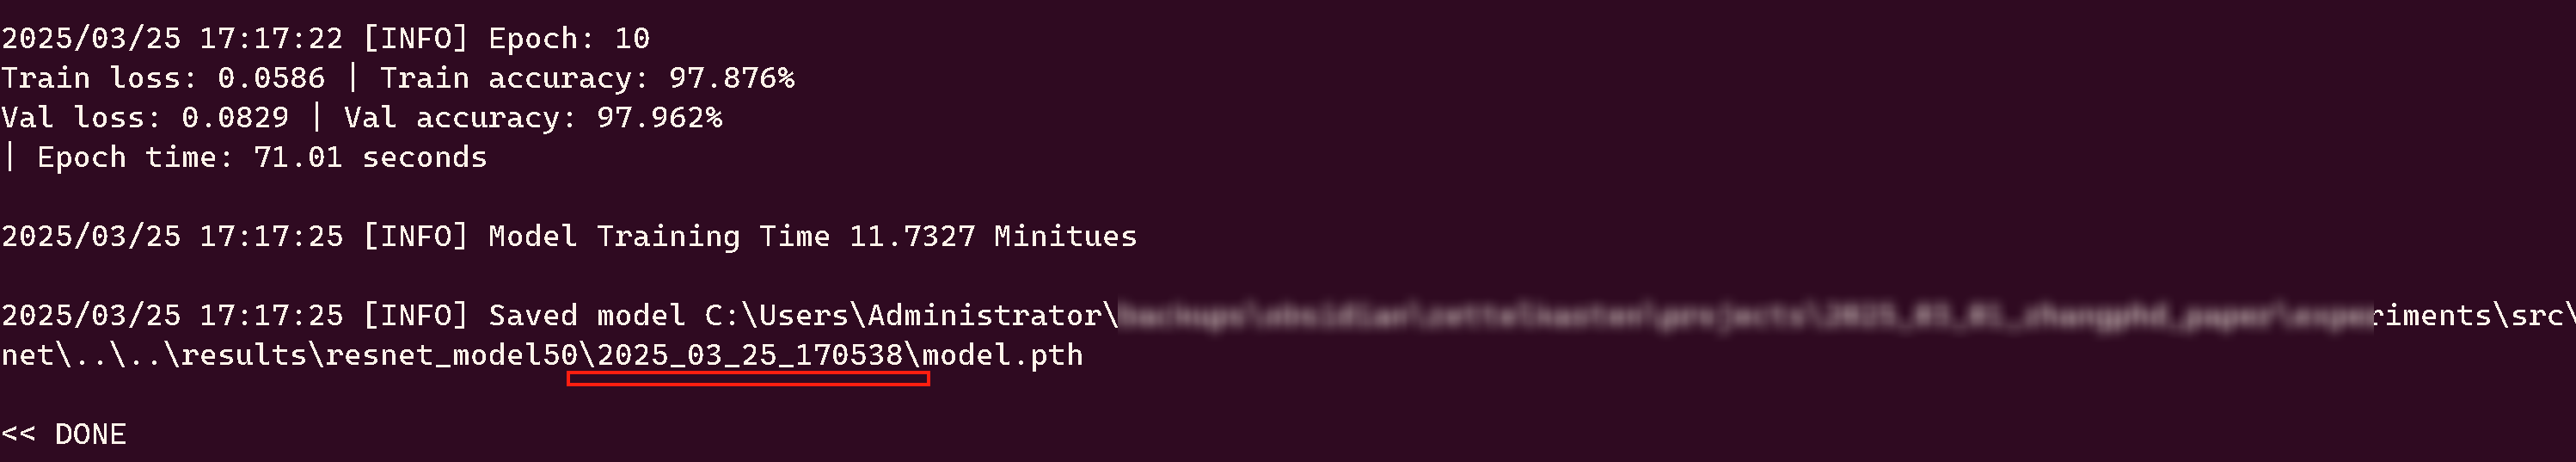 2025/03/25 17:17:22 [INFO] Epoch: 10
Train loss: 0.0586 | Train accuracy: 97.876%
Val loss: 0.0829 | Val accuracy: 97.962%
| Epoch time: 71.01 seconds
2025/03/25 17:17:25 [INFO] Model Training Time 11.7327 Minitues
2025/03/25 17:17:25 [INFO] Saved model C:\Users\Administrator\ riments\src\
net\..\..\results\resnet_model50\2025_03_25_170538\model.pth
<< DONE